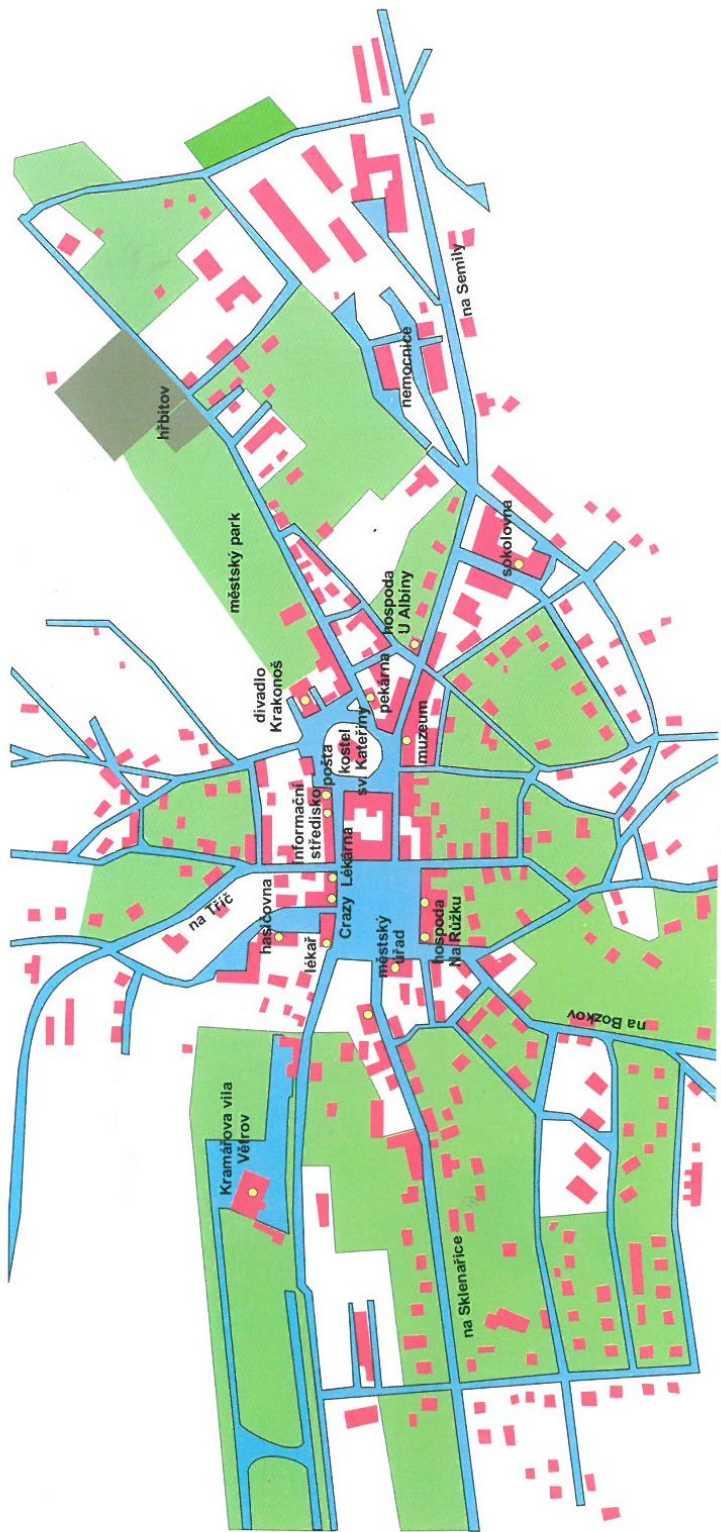 Kramářova vila
Větrov
na Tříč
hasičovna
lékař
Crazy
Lékárna
informační
středisko
pošta
divadlo
Krakonoš
městský park
hřbitov
kostel
sv. Kateřiny
pekárna
hospoda
U Albíny
muzeum
městský
úřad
hospoda
Na Růžku
nemocnice
na Semily
sokolovna
na Sklenařice
na Bozkov